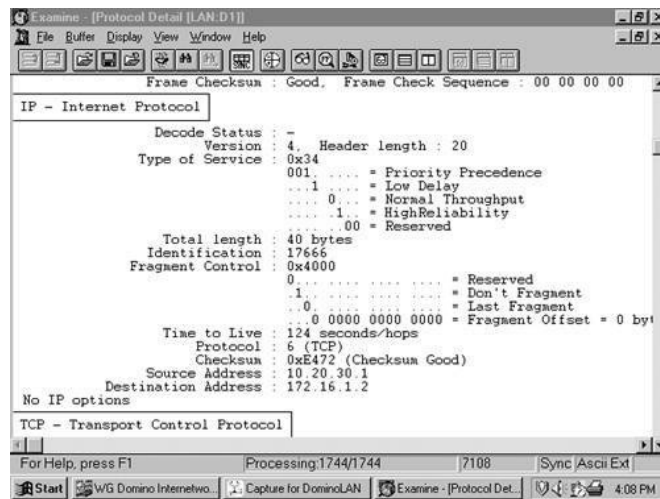 Examine - [Protocol Detail [LAN:D1]]
File Buffer Display View Window Help
Frame Checksum : Good, Frame Check Sequence : 00 00 00 00
IP - Internet Protocol
Decode Status : -
Version : 4, Header length : 20
Type of Service : 0x34
001. .... = Priority Precedence
...1 .... = Low Delay
.... 0... = Normal Throughput
.... .1.. = HighReliability
.... ..00 = Reserved
Total length : 40 bytes
Identification : 17666
Fragment Control : 0x4000
0... .... .... .... = Reserved
.1.. .... .... .... = Don't Fragment
..0. .... .... .... = Last Fragment
...0 0000 0000 0000 = Fragment Offset = 0 byt
Time to Live : 124 seconds/hops
Protocol : 6 (TCP)
Checksum : 0xE472 (Checksum Good)
Source Address : 10.20.30.1
Destination Address : 172.16.1.2
No IP options
TCP - Transport Control Protocol
For Help, press F1 Processing:1744/1744 7108 Sync Ascii Ext
Start WG Domino Internetwo... Capture for DominoLAN Examine - [Protocol Det... 4:08 PM